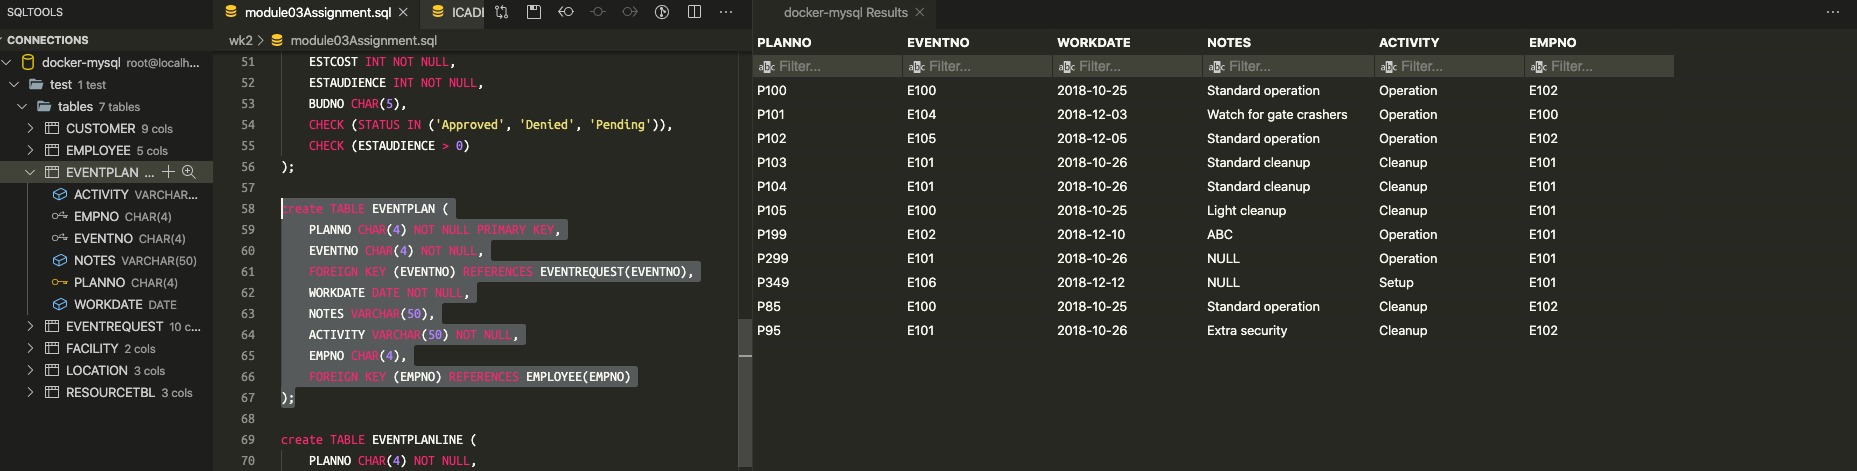 SQLTOOLS
CONNECTIONS
docker-mysql root@localh...
test 1 test
tables 7 tables
CUSTOMER 9 cols
EMPLOYEE 5 cols
EVENTPLAN ...
ACTIVITY VARCHAR...
EMPNO CHAR(4)
EVENTNO CHAR(4)
NOTES VARCHAR(50)
PLANNO CHAR(4)
WORKDATE DATE
EVENTREQUEST 10 c...
FACILITY 2 cols
LOCATION 3 cols
RESOURCETBL 3 cols
module03Assignment.sql
ICADI
wk2 > module03Assignment.sql
51 ESTCOST INT NOT NULL,
52 ESTAUDIENCE INT NOT NULL,
53 BUDNO CHAR(5),
54 CHECK (STATUS IN ('Approved', 'Denied', 'Pending')),
55 CHECK (ESTAUDIENCE > 0)
56 );
57
58 create TABLE EVENTPLAN (
59 PLANNO CHAR(4) NOT NULL PRIMARY KEY,
60 EVENTNO CHAR(4) NOT NULL,
61 FOREIGN KEY (EVENTNO) REFERENCES EVENTREQUEST(EVENTNO),
62 WORKDATE DATE NOT NULL,
63 NOTES VARCHAR(50),
64 ACTIVITY VARCHAR(50) NOT NULL,
65 EMPNO CHAR(4),
66 FOREIGN KEY (EMPNO) REFERENCES EMPLOYEE(EMPNO)
67 );
68
69 create TABLE EVENTPLANLINE (
70 PLANNO CHAR(4) NOT NULL,
docker-mysql Results
PLANNO EVENTNO WORKDATE NOTES ACTIVITY EMPNO
abc Filter... abc Filter... abc Filter... abc Filter... abc Filter... abc Filter...
P100 E100 2018-10-25 Standard operation Operation E102
P101 E104 2018-12-03 Watch for gate crashers Operation E100
P102 E105 2018-12-05 Standard operation Operation E102
P103 E101 2018-10-26 Standard cleanup Cleanup E101
P104 E101 2018-10-26 Standard cleanup Cleanup E101
P105 E100 2018-10-25 Light cleanup Cleanup E101
P199 E102 2018-12-10 ABC Operation E101
P299 E101 2018-10-26 NULL Operation E101
P349 E106 2018-12-12 NULL Setup E101
P85 E100 2018-10-25 Standard operation Cleanup E102
P95 E101 2018-10-26 Extra security Cleanup E102